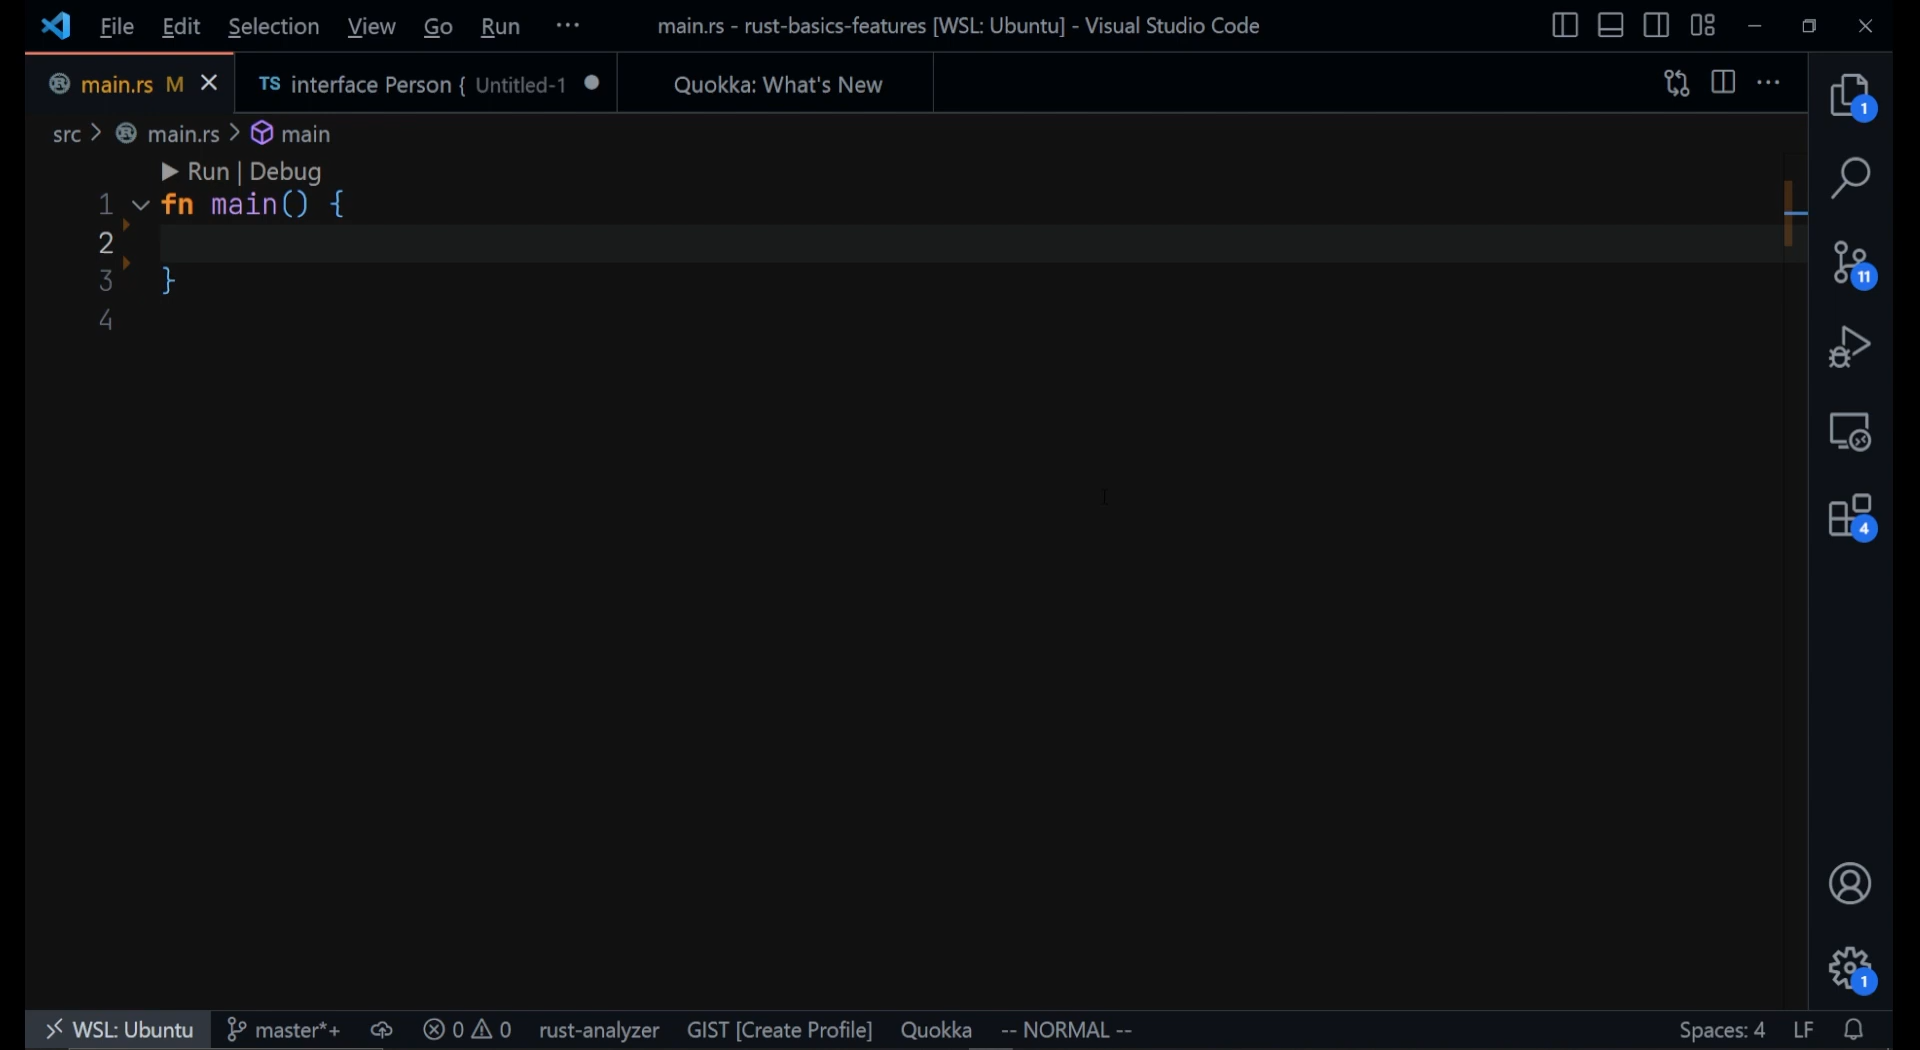 File Edit Selection View Go Run ··· main.rs - rust-basics-features [WSL: Ubuntu] - Visual Studio Code
main.rs M TS interface Person { Untitled-1 Quokka: What's New
src > main.rs > main
Run | Debug
1 fn main() {
2
3 }
4
1
11
4
1
WSL: Ubuntu master*+ 0 0 rust-analyzer GIST [Create Profile] Quokka -- NORMAL -- Spaces: 4 LF